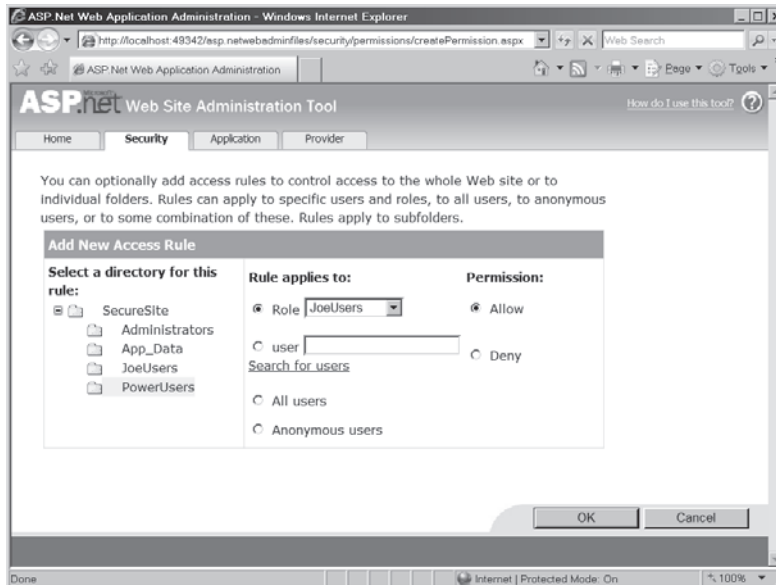 ASP.Net Web Application Administration - Windows Internet Explorer
http://localhost:49342/asp.netwebadminfiles/security/permissions/createPermission.aspx
Web Search
ASP.Net Web Application Administration
Page
Tools
Microsoft
ASP.net Web Site Administration Tool
How do I use this tool?
Home
Security
Application
Provider
You can optionally add access rules to control access to the whole Web site or to
individual folders. Rules can apply to specific users and roles, to all users, to anonymous
users, or to some combination of these. Rules apply to subfolders.
Add New Access Rule
Select a directory for this
rule:
SecureSite
Administrators
App_Data
JoeUsers
PowerUsers
Rule applies to:
Role JoeUsers
user
Search for users
All users
Anonymous users
Permission:
Allow
Deny
OK
Cancel
Done
Internet | Protected Mode: On
100%